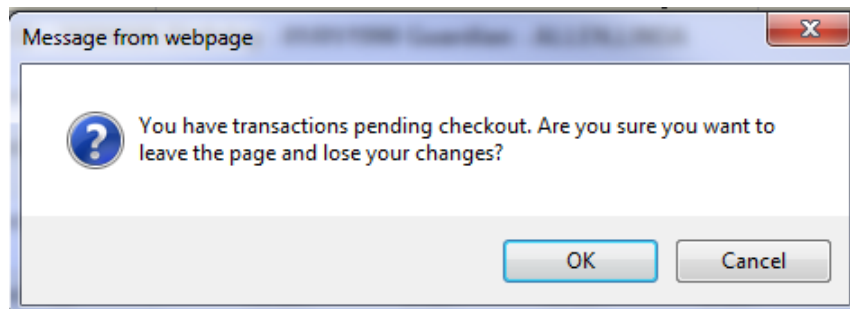 Message from webpage
You have transactions pending checkout. Are you sure you want to
leave the page and lose your changes?
OK
Cancel